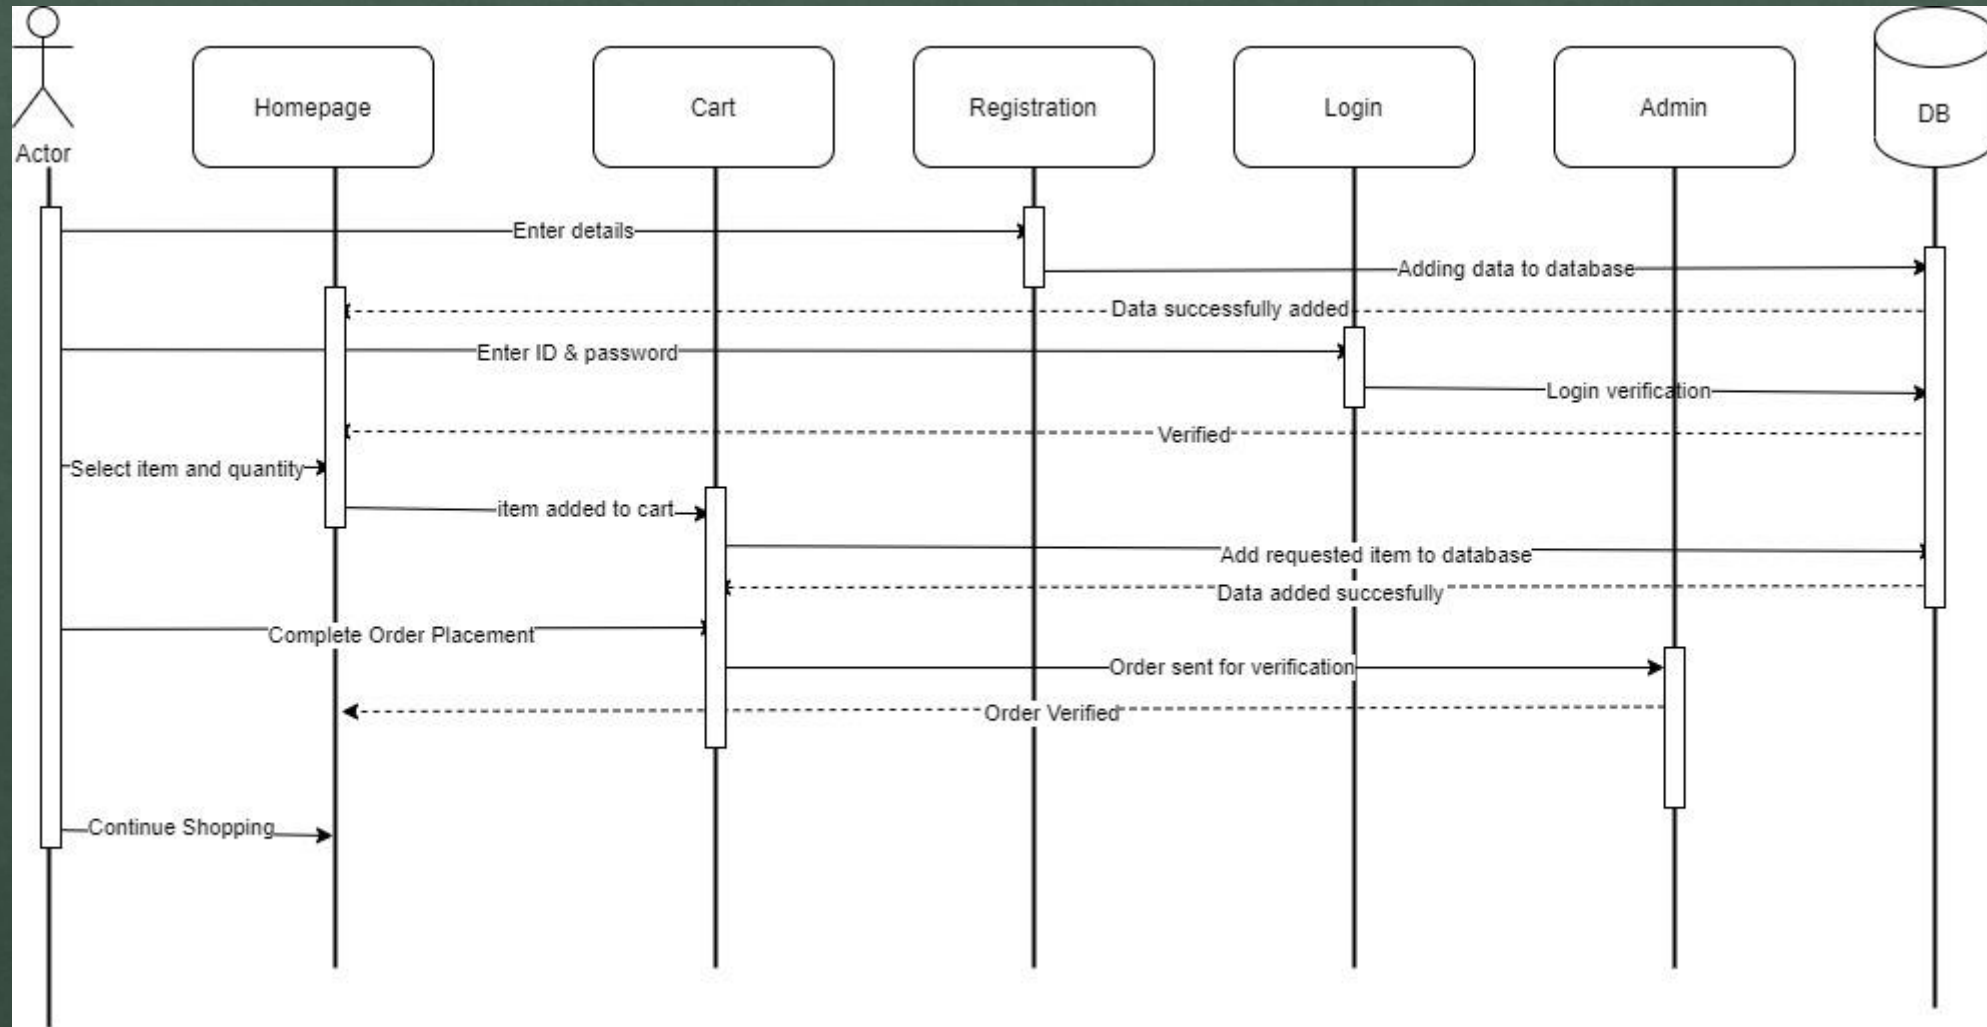 Homepage
Cart
Registration
Login
Admin
DB
Actor
Enter details
Adding data to database
Data successfully added
Enter ID & password
Login verification
Verified
Select item and quantity
item added to cart
Add requested item to database
Data added succesfully
Complete Order Placement
Order sent for verification
Order Verified
Continue Shopping